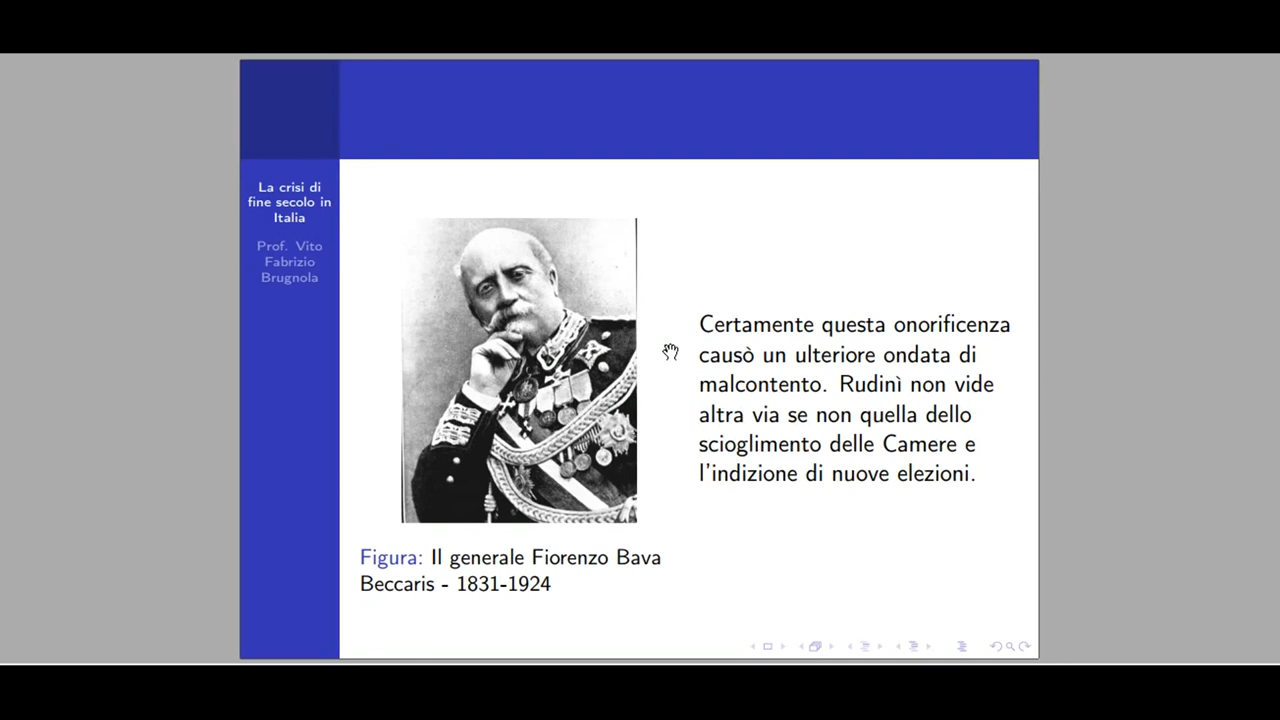 La crisi di
fine secolo in
Italia
Prof. Vito
Fabrizio
Brugnola
Certamente questa onorificenza
causò un ulteriore ondata di
malcontento. Rudinì non vide
altra via se non quella dello
scioglimento delle Camere e
l'indizione di nuove elezioni.
Figura: Il generale Fiorenzo Bava
Beccaris - 1831-1924